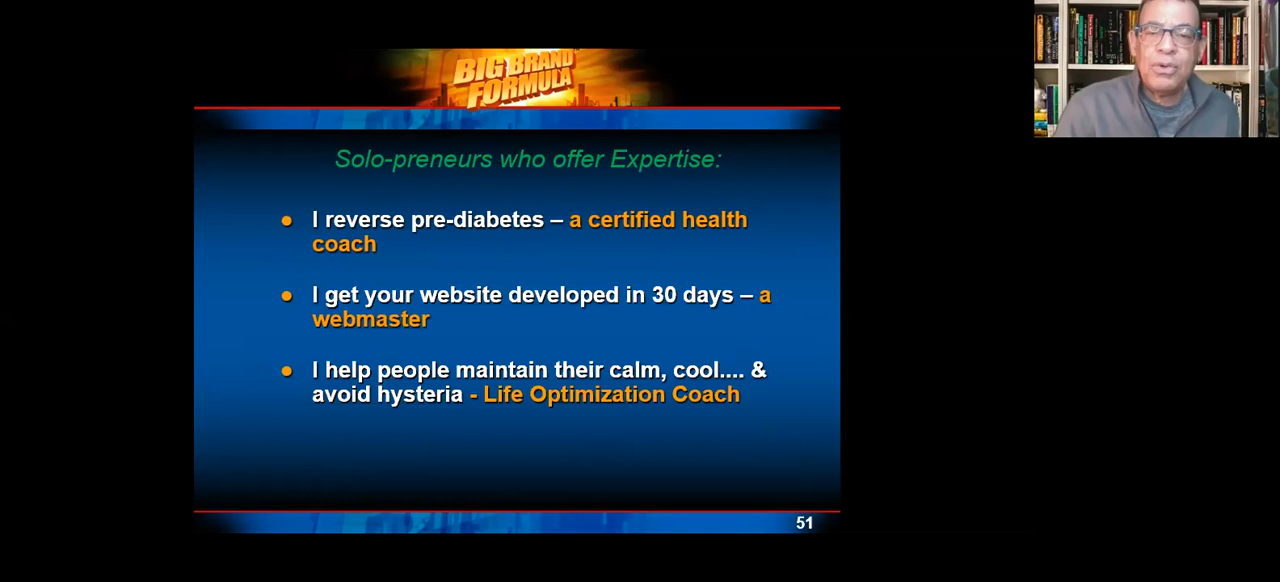 BIG BRAND
FORMULA
Solo-preneurs who offer Expertise:
● I reverse pre-diabetes – a certified health
coach
● I get your website developed in 30 days – a
webmaster
● I help people maintain their calm, cool.... &
avoid hysteria - Life Optimization Coach
51